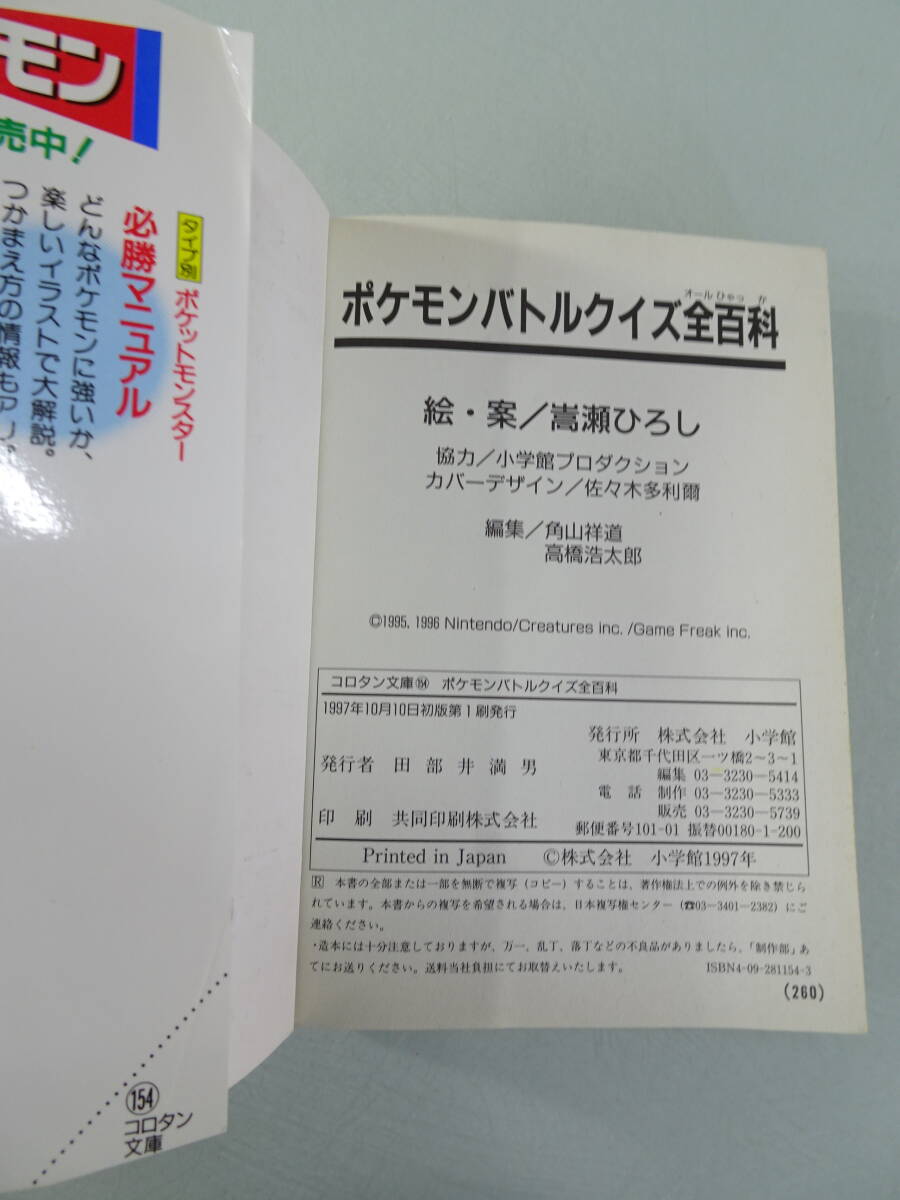 モン
売中!
タイプ別 ポケットモンスター
必勝マニュアル
どんなポケモンに強いか、
楽しいイラストで大解説。
つかまえ方の情報もアリ。
154
コロタン
文庫
オールひゃっか
ポケモンバトルクイズ全百科
絵・案/嵩瀬ひろし
協力/小学館プロダクション
カバーデザイン/佐々木多利爾
編集/角山祥道
高橋浩太郎
©1995, 1996 Nintendo/Creatures inc. /Game Freak inc.
コロタン文庫154 ポケモンバトルクイズ全百科
1997年10月10日初版第1刷発行
発行者 田部井満男
印刷 共同印刷株式会社
発行所 株式会社 小学館
東京都千代田区一ツ橋2〜3〜1
編集 03―3230―5414
電話 制作 03―3230―5333
販売 03―3230―5739
郵便番号101-01 振替00180-1-200
Printed in Japan ©株式会社 小学館1997年
R 本書の全部または一部を無断で複写(コピー)することは、著作権法上での例外を除き禁じら
れています。本書からの複写を希望される場合は、日本複写権センター(☎03―3401―2382)にご
連絡ください。
・造本には十分注意しておりますが、万一、乱丁、落丁などの不良品がありましたら、「制作部」あ
てにお送りください。送料当社負担にてお取替えいたします。 ISBN4-09-281154-3
(260)